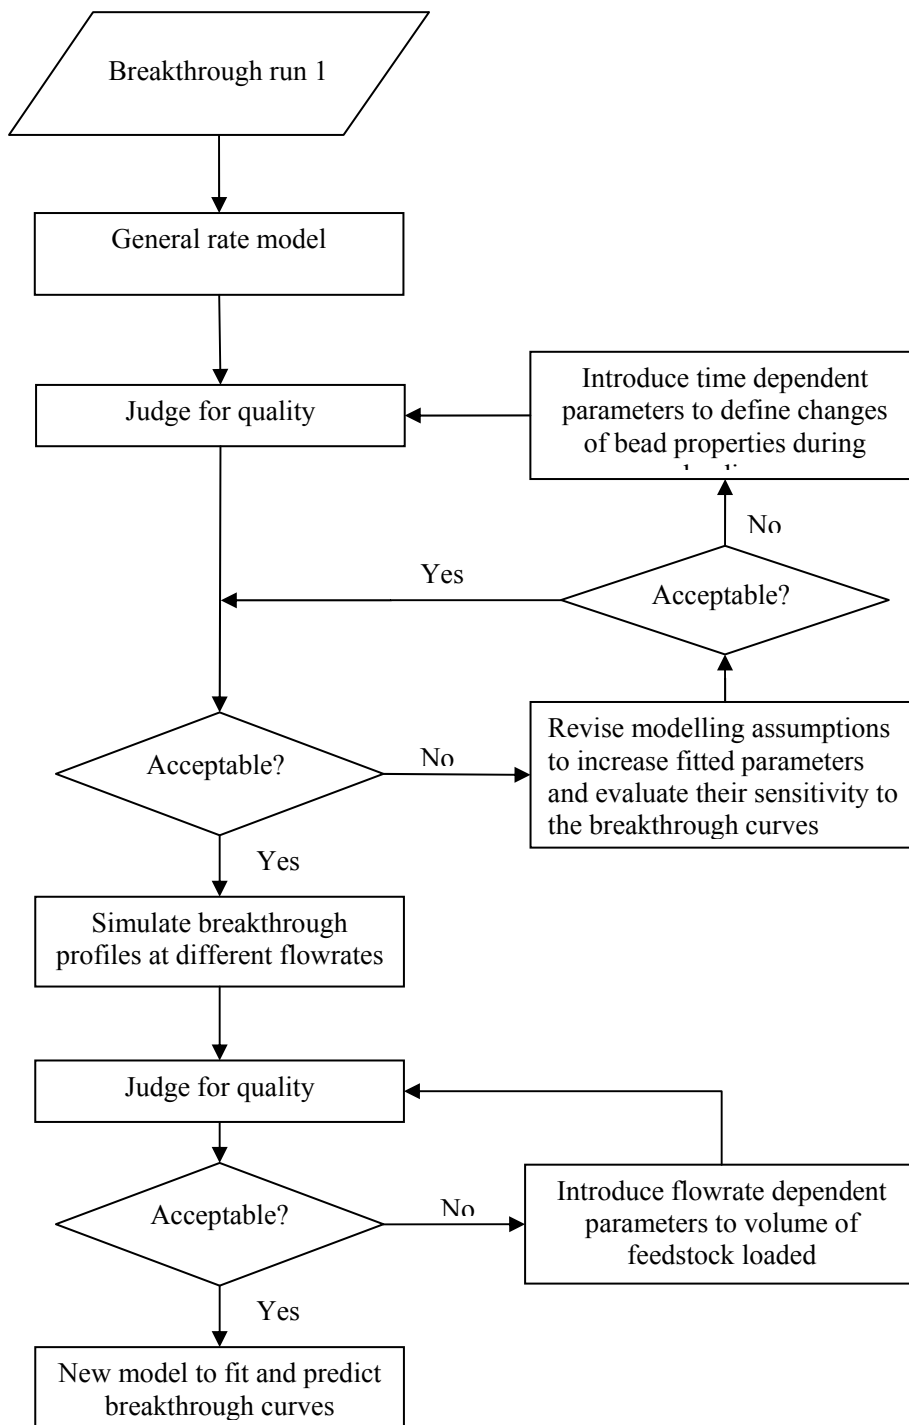 Breakthrough run 1
General rate model
Judge for quality
Introduce time dependent
parameters to define changes
of bead properties during
No
Yes
Acceptable?
Acceptable?
No
Revise modelling assumptions
to increase fitted parameters
and evaluate their sensitivity to
the breakthrough curves
Yes
Simulate breakthrough
profiles at different flowrates
Judge for quality
Acceptable?
No
Introduce flowrate dependent
parameters to volume of
feedstock loaded
Yes
New model to fit and predict
breakthrough curves